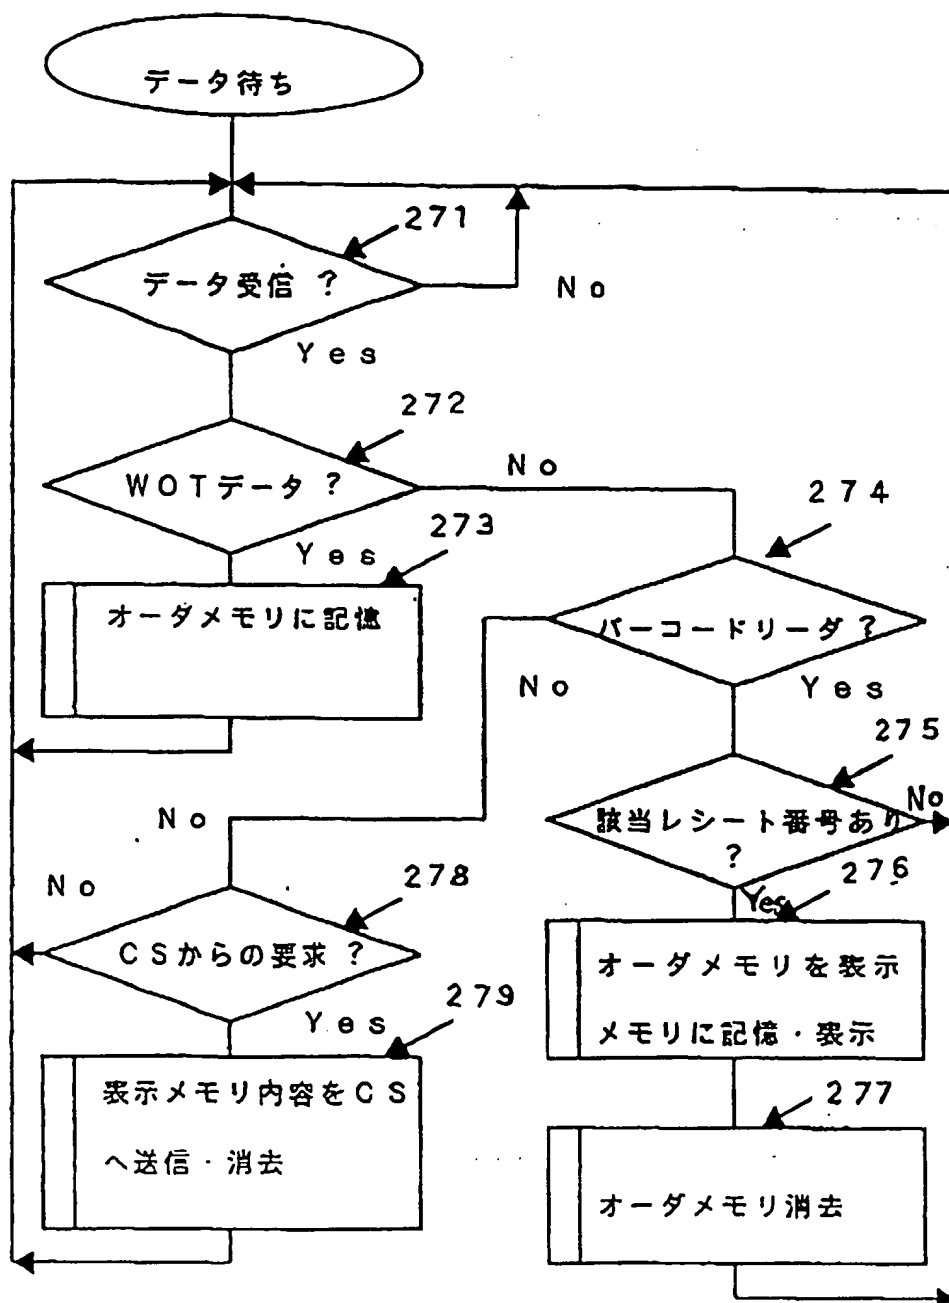 データ待ち
271
データ受信 ?
No
Yes
272
WOTデータ ?
No
274
273
Yes
オーダメモリに記憶
バーコードリーダ ?
No
Yes
275
No
該当レシート番号あり
?
No
276
Yes
278
No
CSからの要求 ?
オーダメモリを表示
メモリに記憶・表示
279
Yes
表示メモリ内容をCS
へ送信・消去
277
オーダメモリ消去